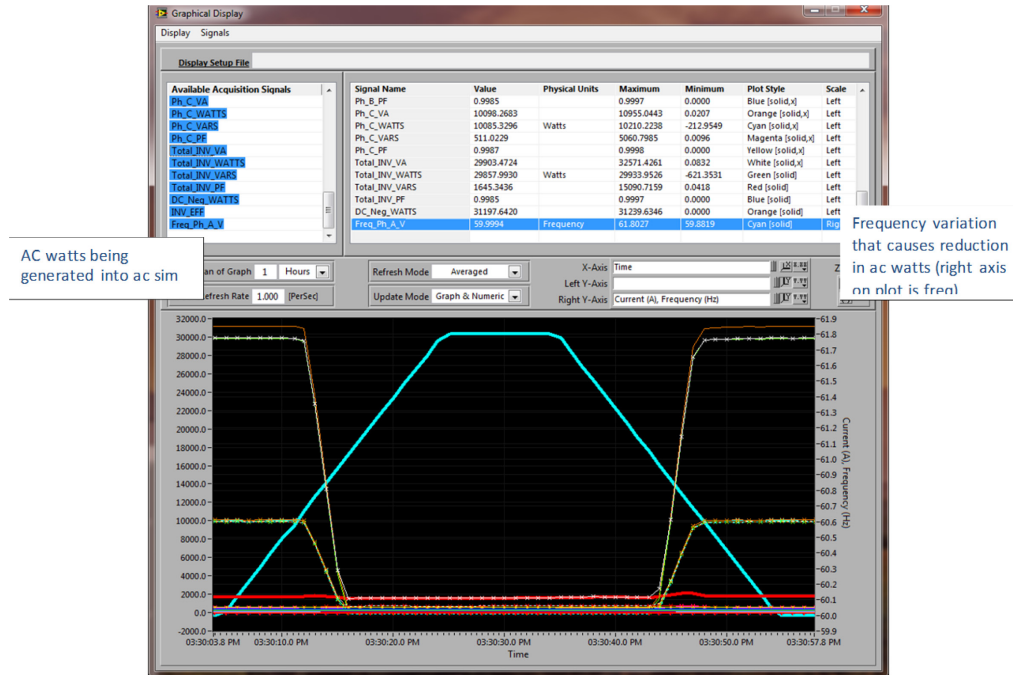 Graphical Display
Display Signals
Display Setup File
Available Acquisition Signals
Ph_C_VA
Ph_C_WATTS
Ph_C_VARS
Ph_C_PF
Total_INV_VA
Total_INV_WATTS
Total_INV_VARS
Total_INV_PF
DC_Neg_WATTS
INV_EFF
Freq_Ph_A_V
Signal Name Value Physical Units Maximum Minimum Plot Style Scale
Ph_B_PF 0.9985 0.9997 0.0000 Blue [solid,x] Left
Ph_C_VA 10098.2683 10955.0443 0.0207 Orange [solid,x] Left
Ph_C_WATTS 10085.3296 Watts 10210.2238 -212.9549 Cyan [solid,x] Left
Ph_C_VARS 511.0229 5060.7985 0.0096 Magenta [solid,x] Left
Ph_C_PF 0.9987 0.9998 0.0000 Yellow [solid,x] Left
Total_INV_VA 29903.4724 32571.4261 0.0832 White [solid,x] Left
Total_INV_WATTS 29857.9930 Watts 29933.9526 -621.3531 Green [solid] Left
Total_INV_VARS 1645.3436 15090.7159 0.0418 Red [solid] Left
Total_INV_PF 0.9985 0.9997 0.0000 Blue [solid] Left
DC_Neg_WATTS 31197.6420 31239.6346 0.0000 Orange [solid] Left
Freq_Ph_A_V 59.9994 Frequency 61.8027 59.8819 Cyan [solid] Rig
AC watts being
generated into ac sim
Frequency variation
that causes reduction
in ac watts (right axis
on plot is freq)
an of Graph 1 Hours
efresh Rate 1.000 [PerSec]
Refresh Mode Averaged
Update Mode Graph & Numeric
X-Axis Time
Left Y-Axis
Right Y-Axis Current (A), Frequency (Hz)
Z
32000.0
30000.0
28000.0
26000.0
24000.0
22000.0
20000.0
18000.0
16000.0
14000.0
12000.0
10000.0
8000.0
6000.0
4000.0
2000.0
0.0
-2000.0
61.9
61.8
61.7
61.6
61.5
61.4
61.3
61.2
61.1
61.0
60.9
60.8
60.7
60.6
60.5
60.4
60.3
60.2
60.1
60.0
59.9
Current (A), Frequency (Hz)
03:30:03.8 PM 03:30:10.0 PM 03:30:20.0 PM 03:30:30.0 PM 03:30:40.0 PM 03:30:50.0 PM 03:30:57.8 PM
Time